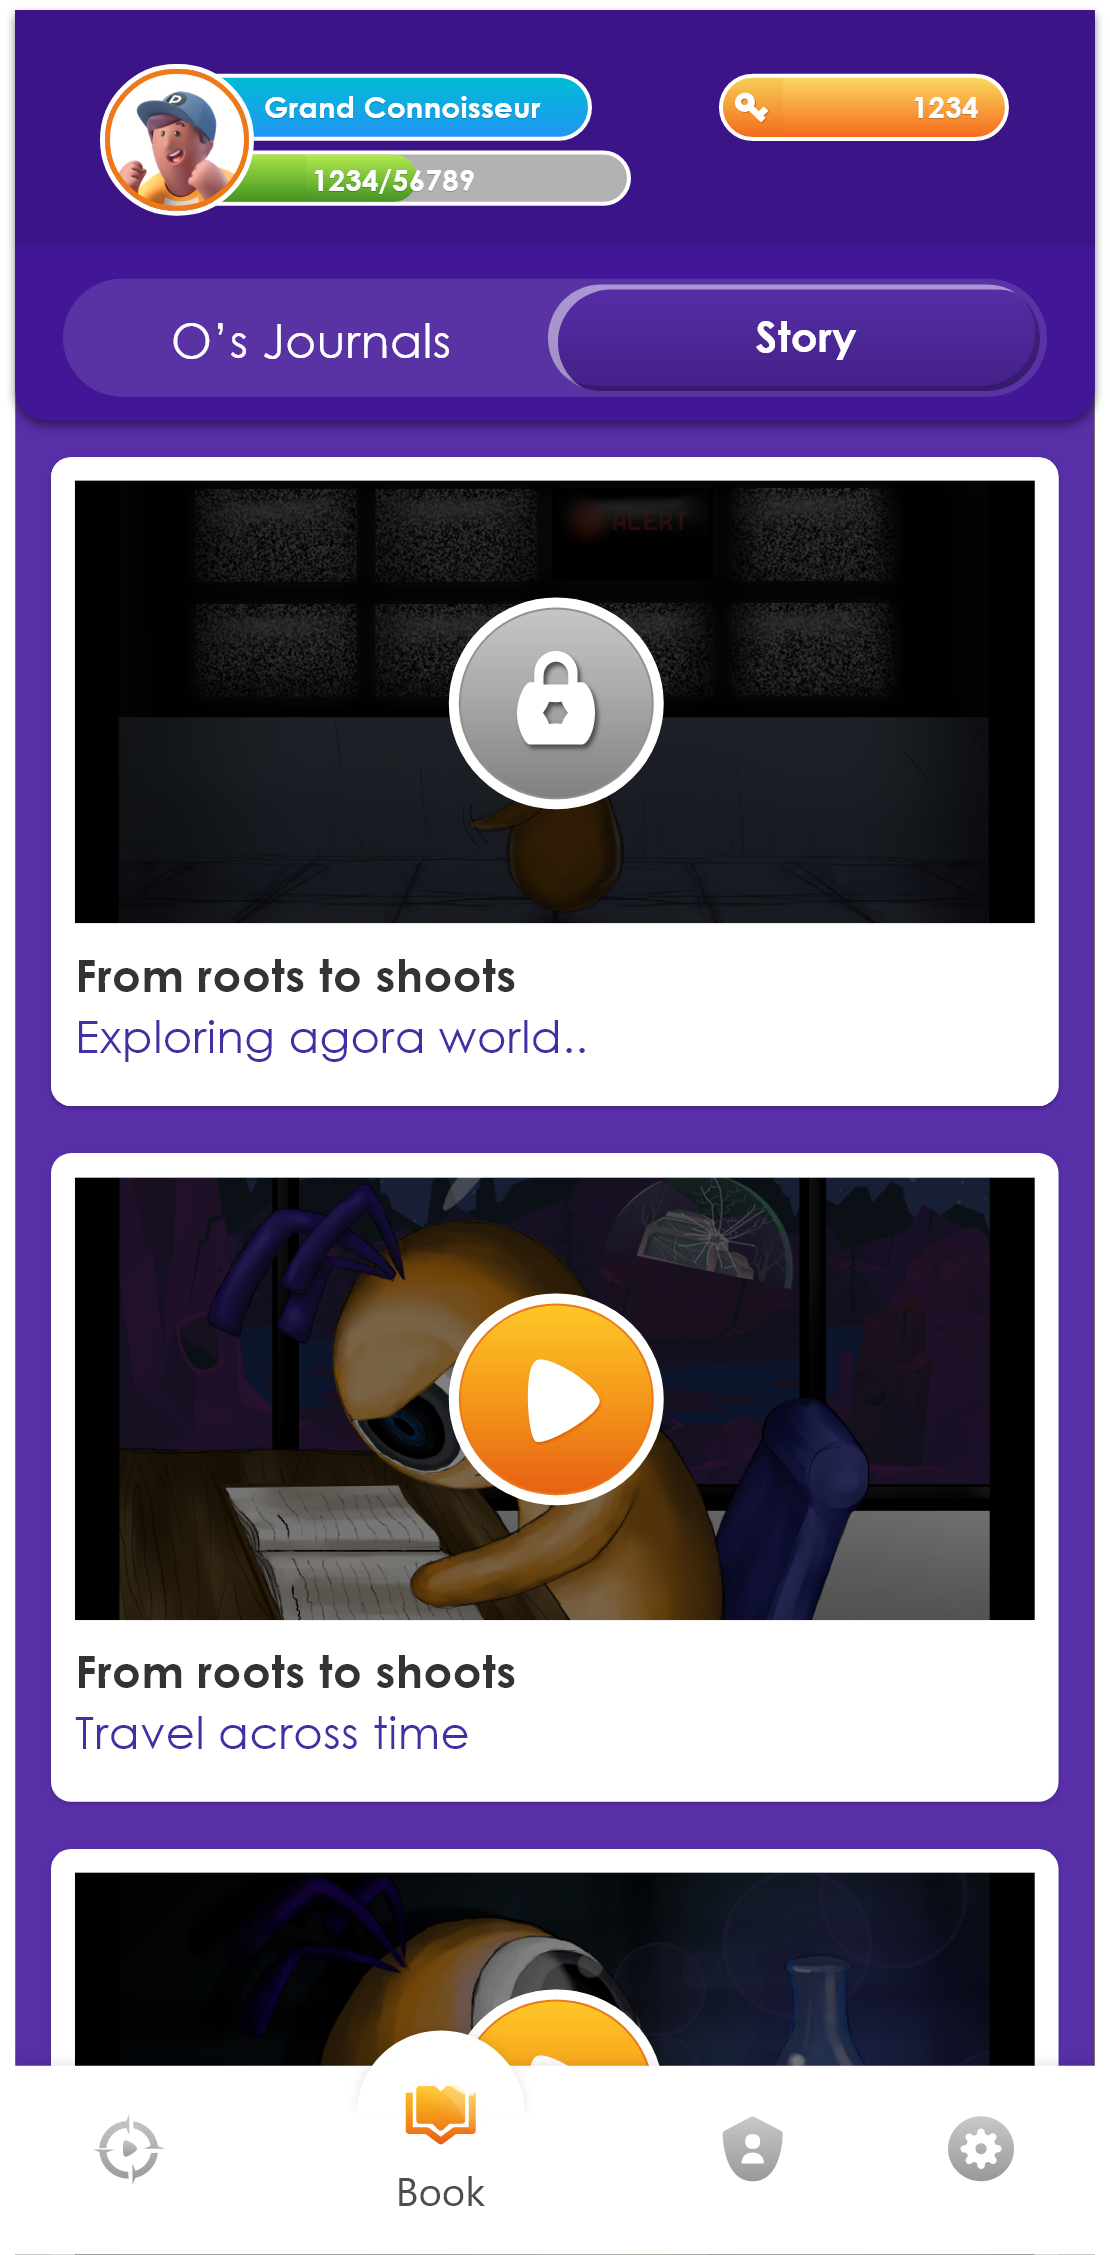 Grand Connoisseur
1234
1234/56789
O's Journals
Story
ALERT
From roots to shoots
Exploring agora world..
From roots to shoots
Travel across time
Book